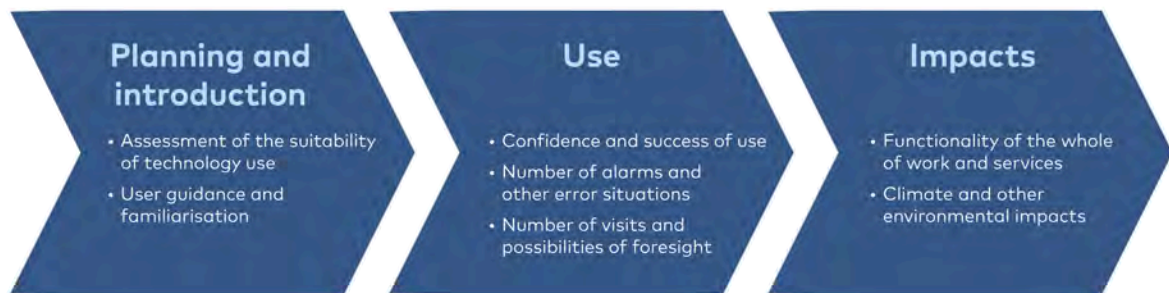 Planning and
introduction
• Assessment of the suitability
of technology use
• User guidance and
familiarisation
Use
• Confidence and success of use
• Number of alarms and
other error situations
• Number of visits and
possibilities of foresight
Impacts
• Functionality of the whole
of work and services
• Climate and other
environmental impacts